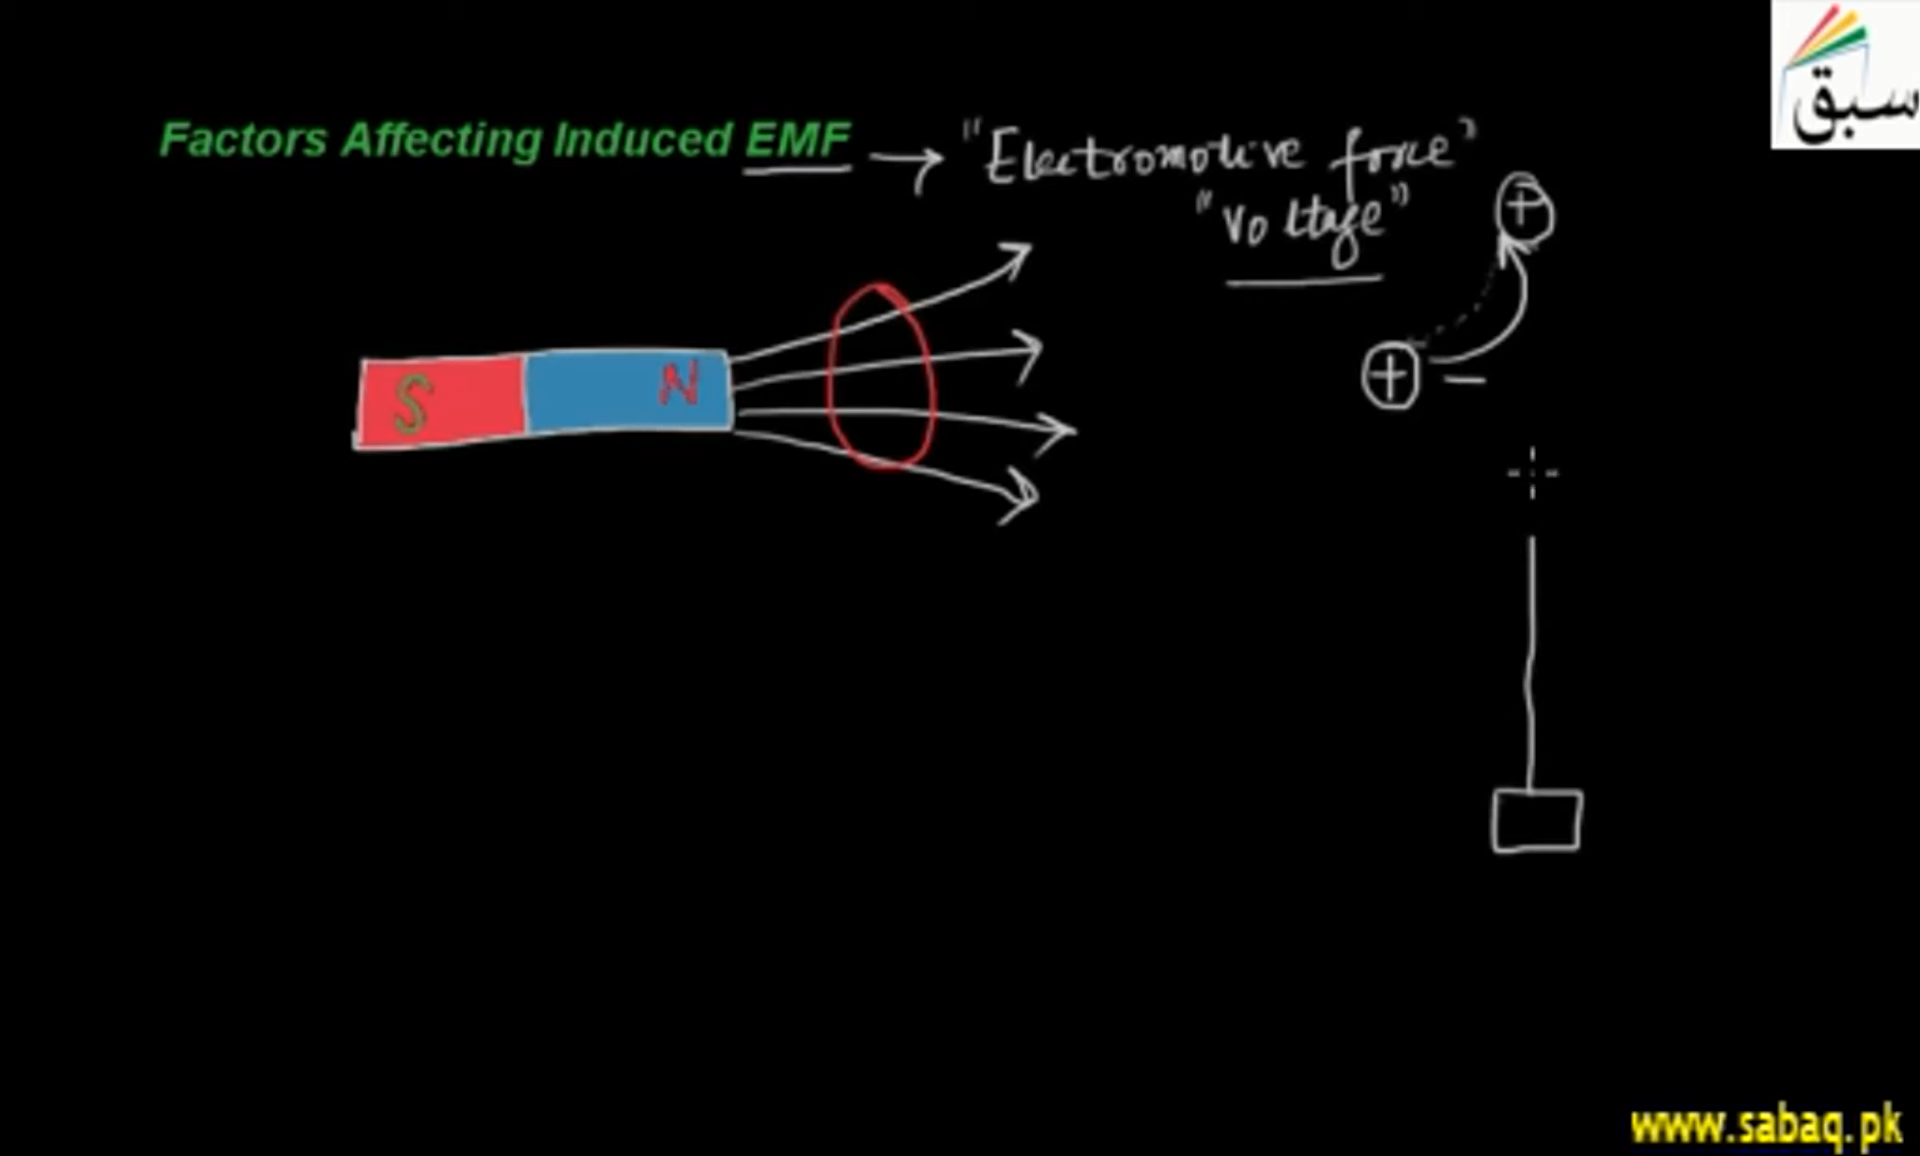 سبق
Factors Affecting Induced EMF → "Electromotive force"
"Voltage"
S N
+
+ -
www.sabaq.pk